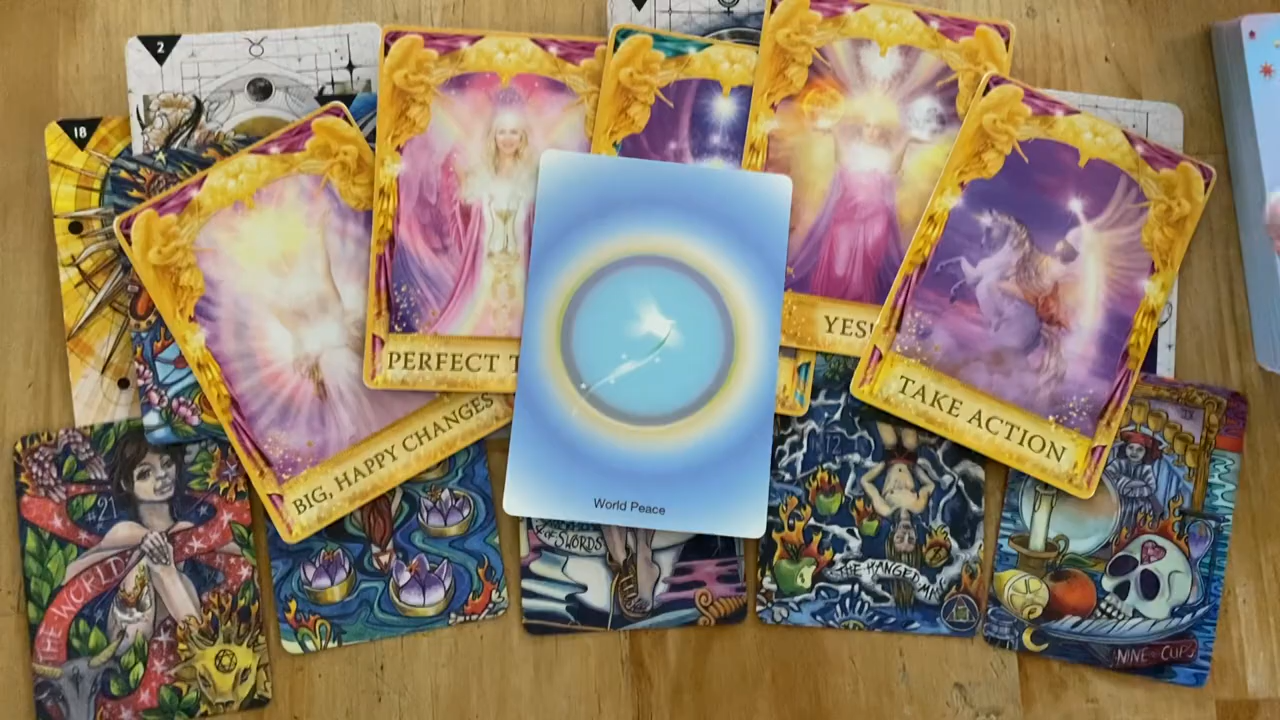 2
18
PERFECT T
YES!
BIG, HAPPY CHANGES
TAKE ACTION
World Peace
#21
THE WORLD
OF SWORDS
12
THE HANGED MAN
NINE CUPS